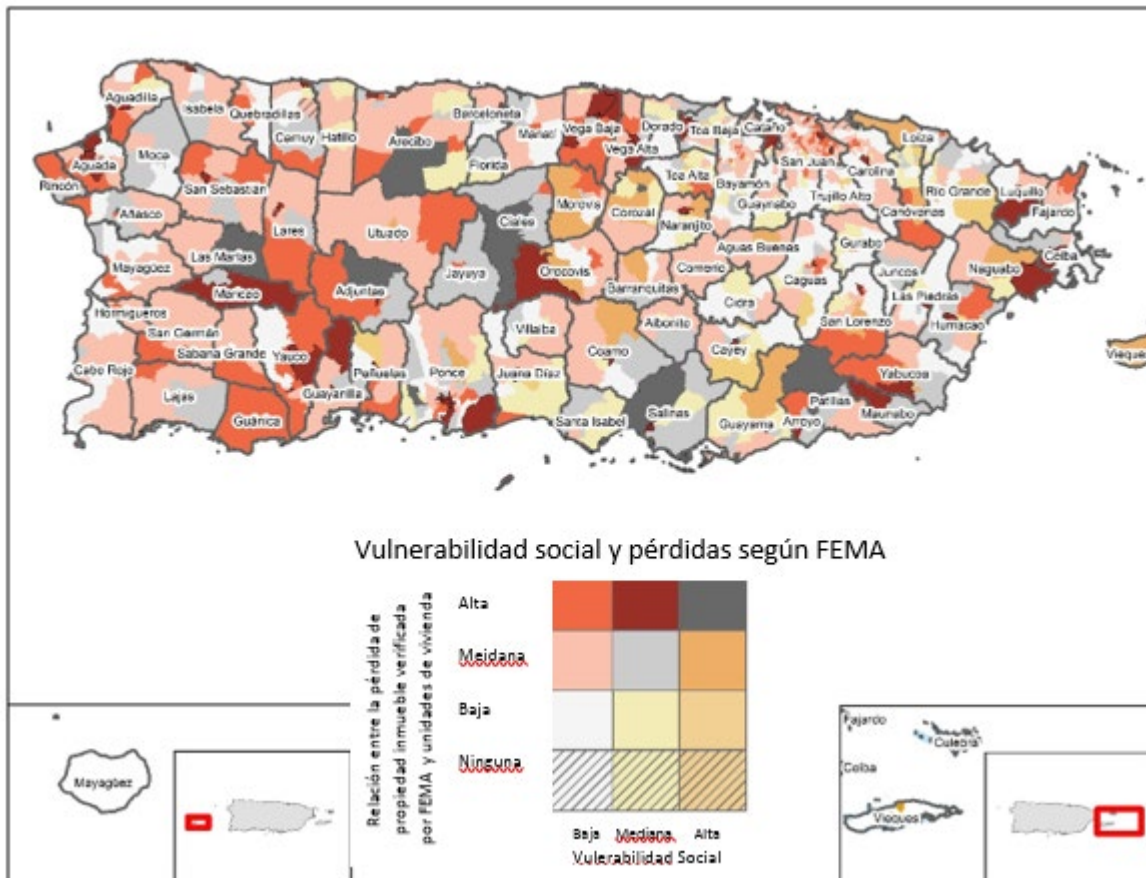 Aguadilla
Isabela
Quebradillas
Camuy
Hatillo
Arecibo
Barceloneta
Manatí
Vega Baja
Vega Alta
Dorado
Toa Baja
Cataño
San Juan
Loiza
Carolina
Río Grande
Luquillo
Fajardo
Aguada
Moca
Rincón
San Sebastián
Florida
Ciales
Morovis
Corozal
Toa Alta
Bayamón
Guaynabo
Trujillo Alto
Canóvanas
Naranjito
Añasco
Lares
Utuado
Aguas Buenas
Gurabo
Naguabo
Ceiba
Las Marías
Mayagüez
Maricao
Adjuntas
Jayuya
Orocovis
Barranquitas
Comerío
Caguas
Juncos
Las Piedras
Humacao
Cidra
San Lorenzo
Hormigueros
San Germán
Sabana Grande
Yauco
Villalba
Aibonito
Coamo
Cayey
Yabucoa
Vieques
Cabo Rojo
Lajas
Guánica
Guayanilla
Peñuelas
Ponce
Juana Díaz
Santa Isabel
Salinas
Guayama
Patillas
Arroyo
Maunabo
Vulnerabilidad social y pérdidas según FEMA
Relación entre la pérdida de
propiedad inmueble verificada
por FEMA y unidades de vivienda
Alta
Meidana
Baja
Ninguna
Baja Mediana Alta
Vulerabilidad Social
Mayagüez
Fajardo
Culebra
Ceiba
Vieques